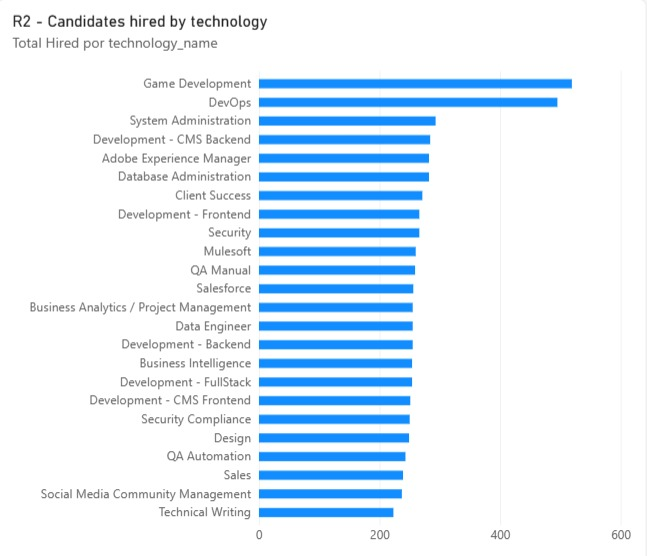 R2 - Candidates hired by technology
Total Hired por technology_name
Game Development
DevOps
System Administration
Development - CMS Backend
Adobe Experience Manager
Database Administration
Client Success
Development - Frontend
Security
Mulesoft
QA Manual
Salesforce
Business Analytics / Project Management
Data Engineer
Development - Backend
Business Intelligence
Development - FullStack
Development - CMS Frontend
Security Compliance
Design
QA Automation
Sales
Social Media Community Management
Technical Writing
0 200 400 600